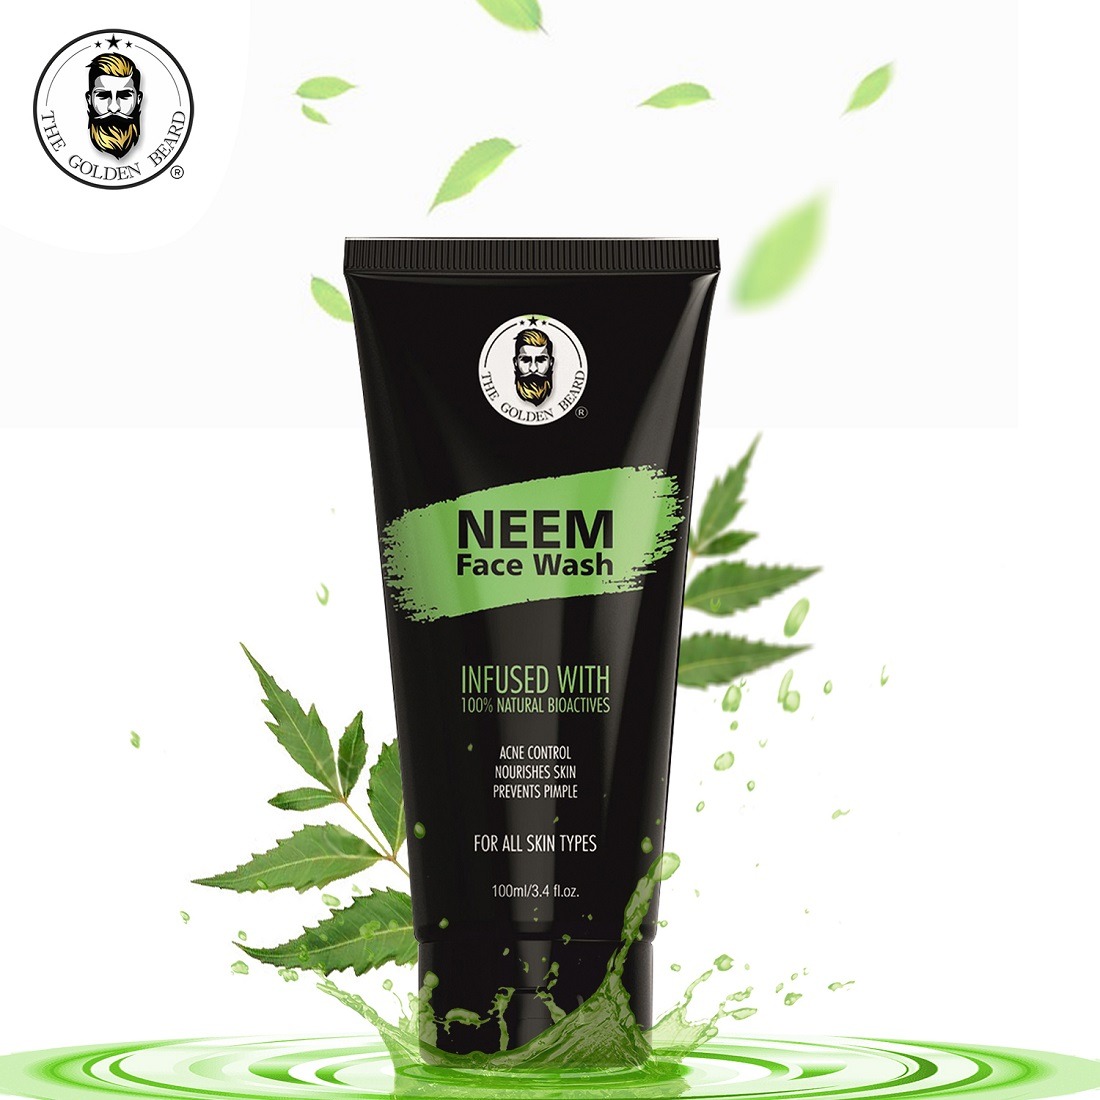 THE GOLDEN BEARD
®
THE GOLDEN BEARD
®
NEEM
Face Wash
INFUSED WITH
100% NATURAL BIOACTIVES
ACNE CONTROL
NOURISHES SKIN
PREVENTS PIMPLE
FOR ALL SKIN TYPES
100ml/3.4 fl.oz.